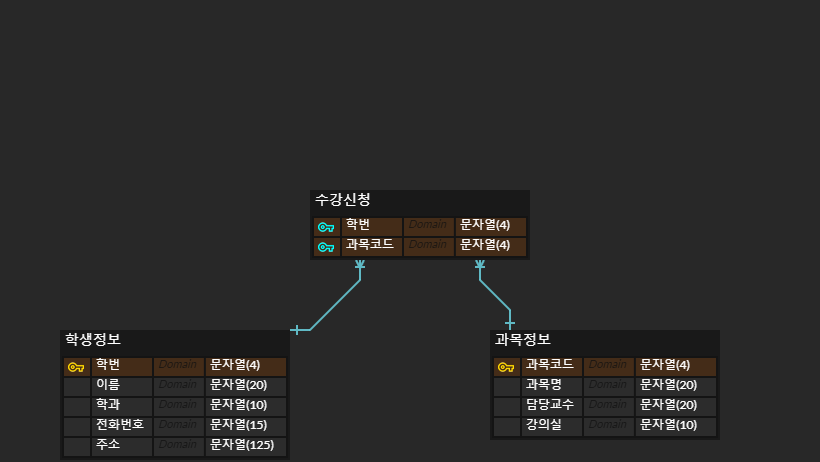 수강신청
학번 Domain 문자열(4)
과목코드 Domain 문자열(4)
학생정보
학번 Domain 문자열(4)
이름 Domain 문자열(20)
학과 Domain 문자열(10)
전화번호 Domain 문자열(15)
주소 Domain 문자열(125)
과목정보
과목코드 Domain 문자열(4)
과목명 Domain 문자열(20)
담당교수 Domain 문자열(20)
강의실 Domain 문자열(10)